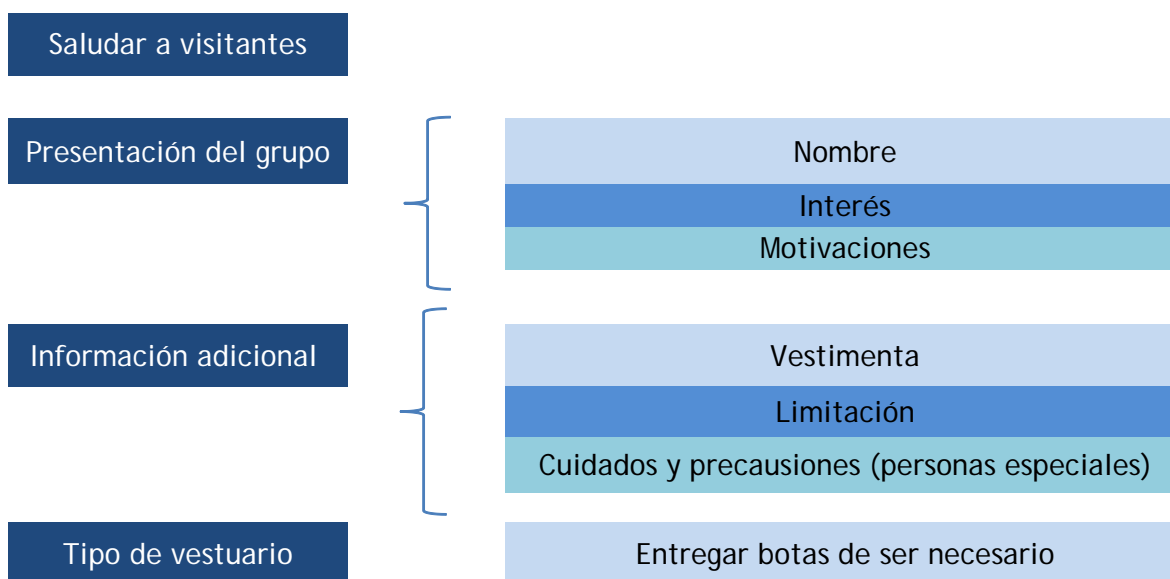 Saludar a visitantes
Presentación del grupo
Nombre
Interés
Motivaciones
Información adicional
Vestimenta
Limitación
Cuidados y precausiones (personas especiales)
Tipo de vestuario
Entregar botas de ser necesario